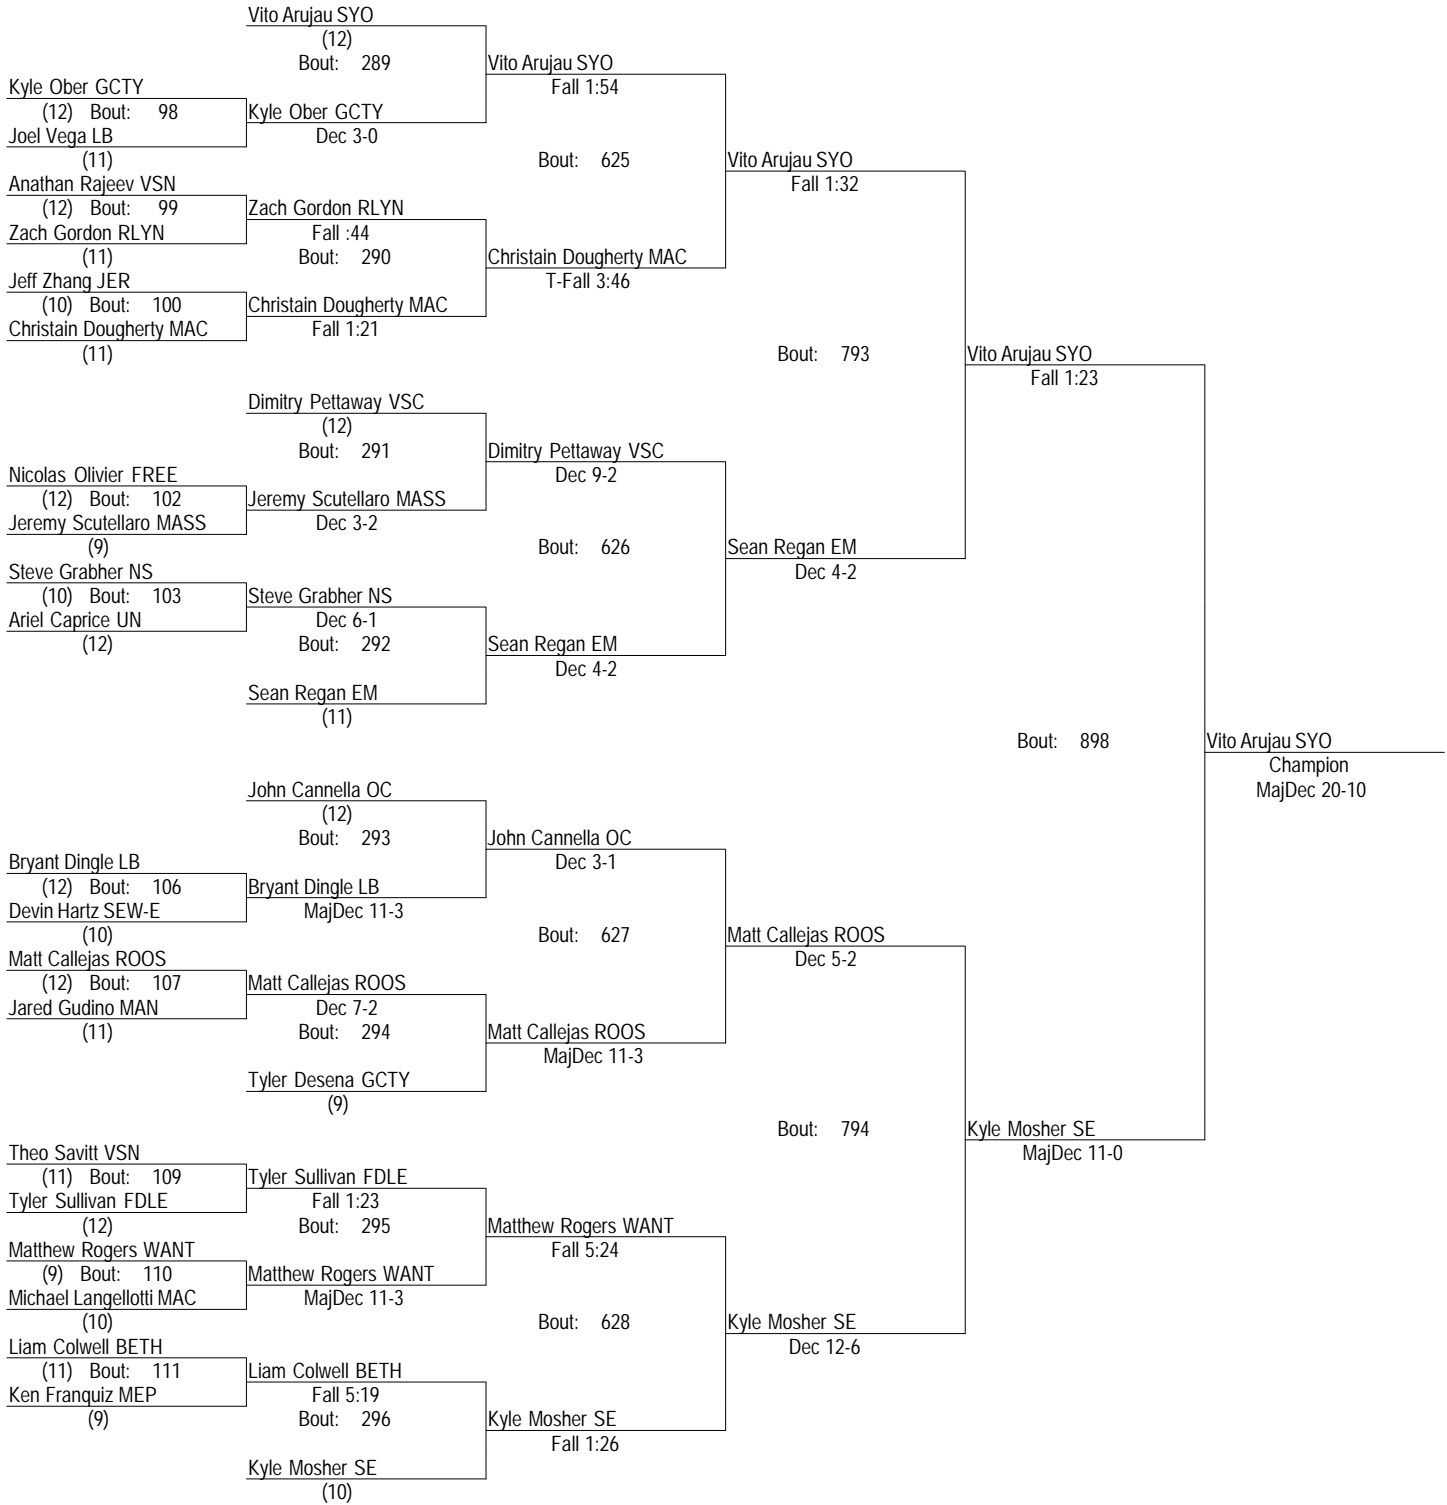 Vito Arujau SYO
(12)
Bout: 289
Vito Arujau SYO
Fall 1:54
Kyle Ober GCTY
(12) Bout: 98
Kyle Ober GCTY
Joel Vega LB
Dec 3-0
(11)
Bout: 625
Vito Arujau SYO
Fall 1:32
Anathan Rajeev VSN
(12) Bout: 99
Zach Gordon RLYN
Zach Gordon RLYN
Fall :44
(11)
Bout: 290
Christain Dougherty MAC
T-Fall 3:46
Jeff Zhang JER
(10) Bout: 100
Christain Dougherty MAC
Christain Dougherty MAC
Fall 1:21
(11)
Bout: 793
Vito Arujau SYO
Fall 1:23
Dimitry Pettaway VSC
(12)
Bout: 291
Dimitry Pettaway VSC
Dec 9-2
Nicolas Olivier FREE
(12) Bout: 102
Jeremy Scutellaro MASS
Jeremy Scutellaro MASS
Dec 3-2
(9)
Bout: 626
Sean Regan EM
Dec 4-2
Steve Grabher NS
(10) Bout: 103
Steve Grabher NS
Ariel Caprice UN
Dec 6-1
(12)
Bout: 292
Sean Regan EM
Dec 4-2
Sean Regan EM
(11)
Bout: 898
Vito Arujau SYO
Champion
MajDec 20-10
John Cannella OC
(12)
Bout: 293
John Cannella OC
Dec 3-1
Bryant Dingle LB
(12) Bout: 106
Bryant Dingle LB
Devin Hartz SEW-E
MajDec 11-3
(10)
Bout: 627
Matt Callejas ROOS
Dec 5-2
Matt Callejas ROOS
(12) Bout: 107
Matt Callejas ROOS
Jared Gudino MAN
Dec 7-2
(11)
Bout: 294
Matt Callejas ROOS
MajDec 11-3
Tyler Desena GCTY
(9)
Bout: 794
Kyle Mosher SE
MajDec 11-0
Theo Savitt VSN
(11) Bout: 109
Tyler Sullivan FDLE
Tyler Sullivan FDLE
Fall 1:23
(12)
Bout: 295
Matthew Rogers WANT
Fall 5:24
Matthew Rogers WANT
(9) Bout: 110
Matthew Rogers WANT
Michael Langellotti MAC
MajDec 11-3
(10)
Bout: 628
Kyle Mosher SE
Dec 12-6
Liam Colwell BETH
(11) Bout: 111
Liam Colwell BETH
Ken Franquiz MEP
Fall 5:19
(9)
Bout: 296
Kyle Mosher SE
Fall 1:26
Kyle Mosher SE
(10)